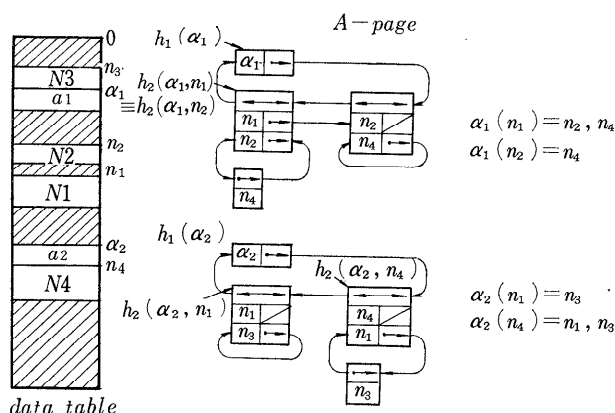 A-page
0
n₃
N3
α₁
a1
n₂
N2
n₁
N1
α₂
a2
n₄
N4
data table
h₁(α₁)
α₁
h₂(α₁,n₁)
≡h₂(α₁,n₂)
n₁
n₂
n₂
n₄
n₄
α₁(n₁)=n₂, n₄
α₁(n₂)=n₄
h₁(α₂)
α₂
h₂(α₂, n₄)
h₂(α₂, n₁)
n₁
n₃
n₄
n₁
n₃
α₂(n₁)=n₃
α₂(n₄)=n₁, n₃